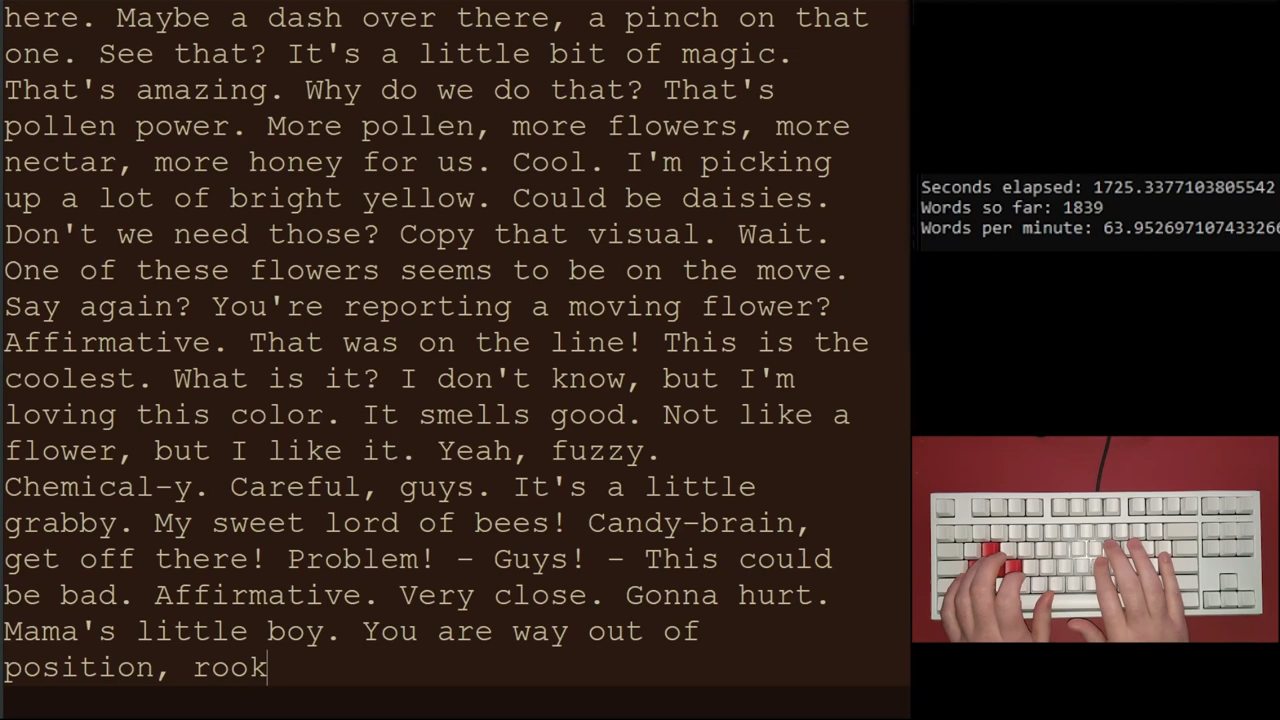 here. Maybe a dash over there, a pinch on that
one. See that? It's a little bit of magic.
That's amazing. Why do we do that? That's
pollen power. More pollen, more flowers, more
nectar, more honey for us. Cool. I'm picking
up a lot of bright yellow. Could be daisies.
Don't we need those? Copy that visual. Wait.
One of these flowers seems to be on the move.
Say again? You're reporting a moving flower?
Affirmative. That was on the line! This is the
coolest. What is it? I don't know, but I'm
loving this color. It smells good. Not like a
flower, but I like it. Yeah, fuzzy.
Chemical-y. Careful, guys. It's a little
grabby. My sweet lord of bees! Candy-brain,
get off there! Problem! - Guys! - This could
be bad. Affirmative. Very close. Gonna hurt.
Mama's little boy. You are way out of
position, rook
Seconds elapsed: 1725.3377103805542
Words so far: 1839
Words per minute: 63.952697107433266